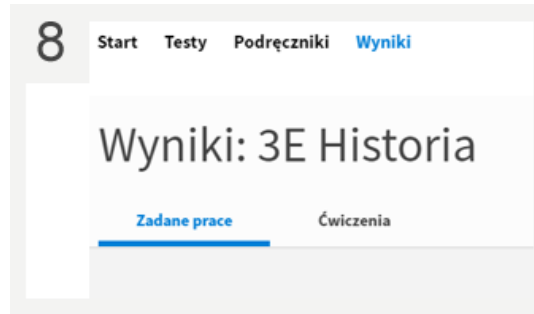 8
Start Testy Podręczniki Wyniki
Wyniki: 3E Historia
Zadane prace Ćwiczenia